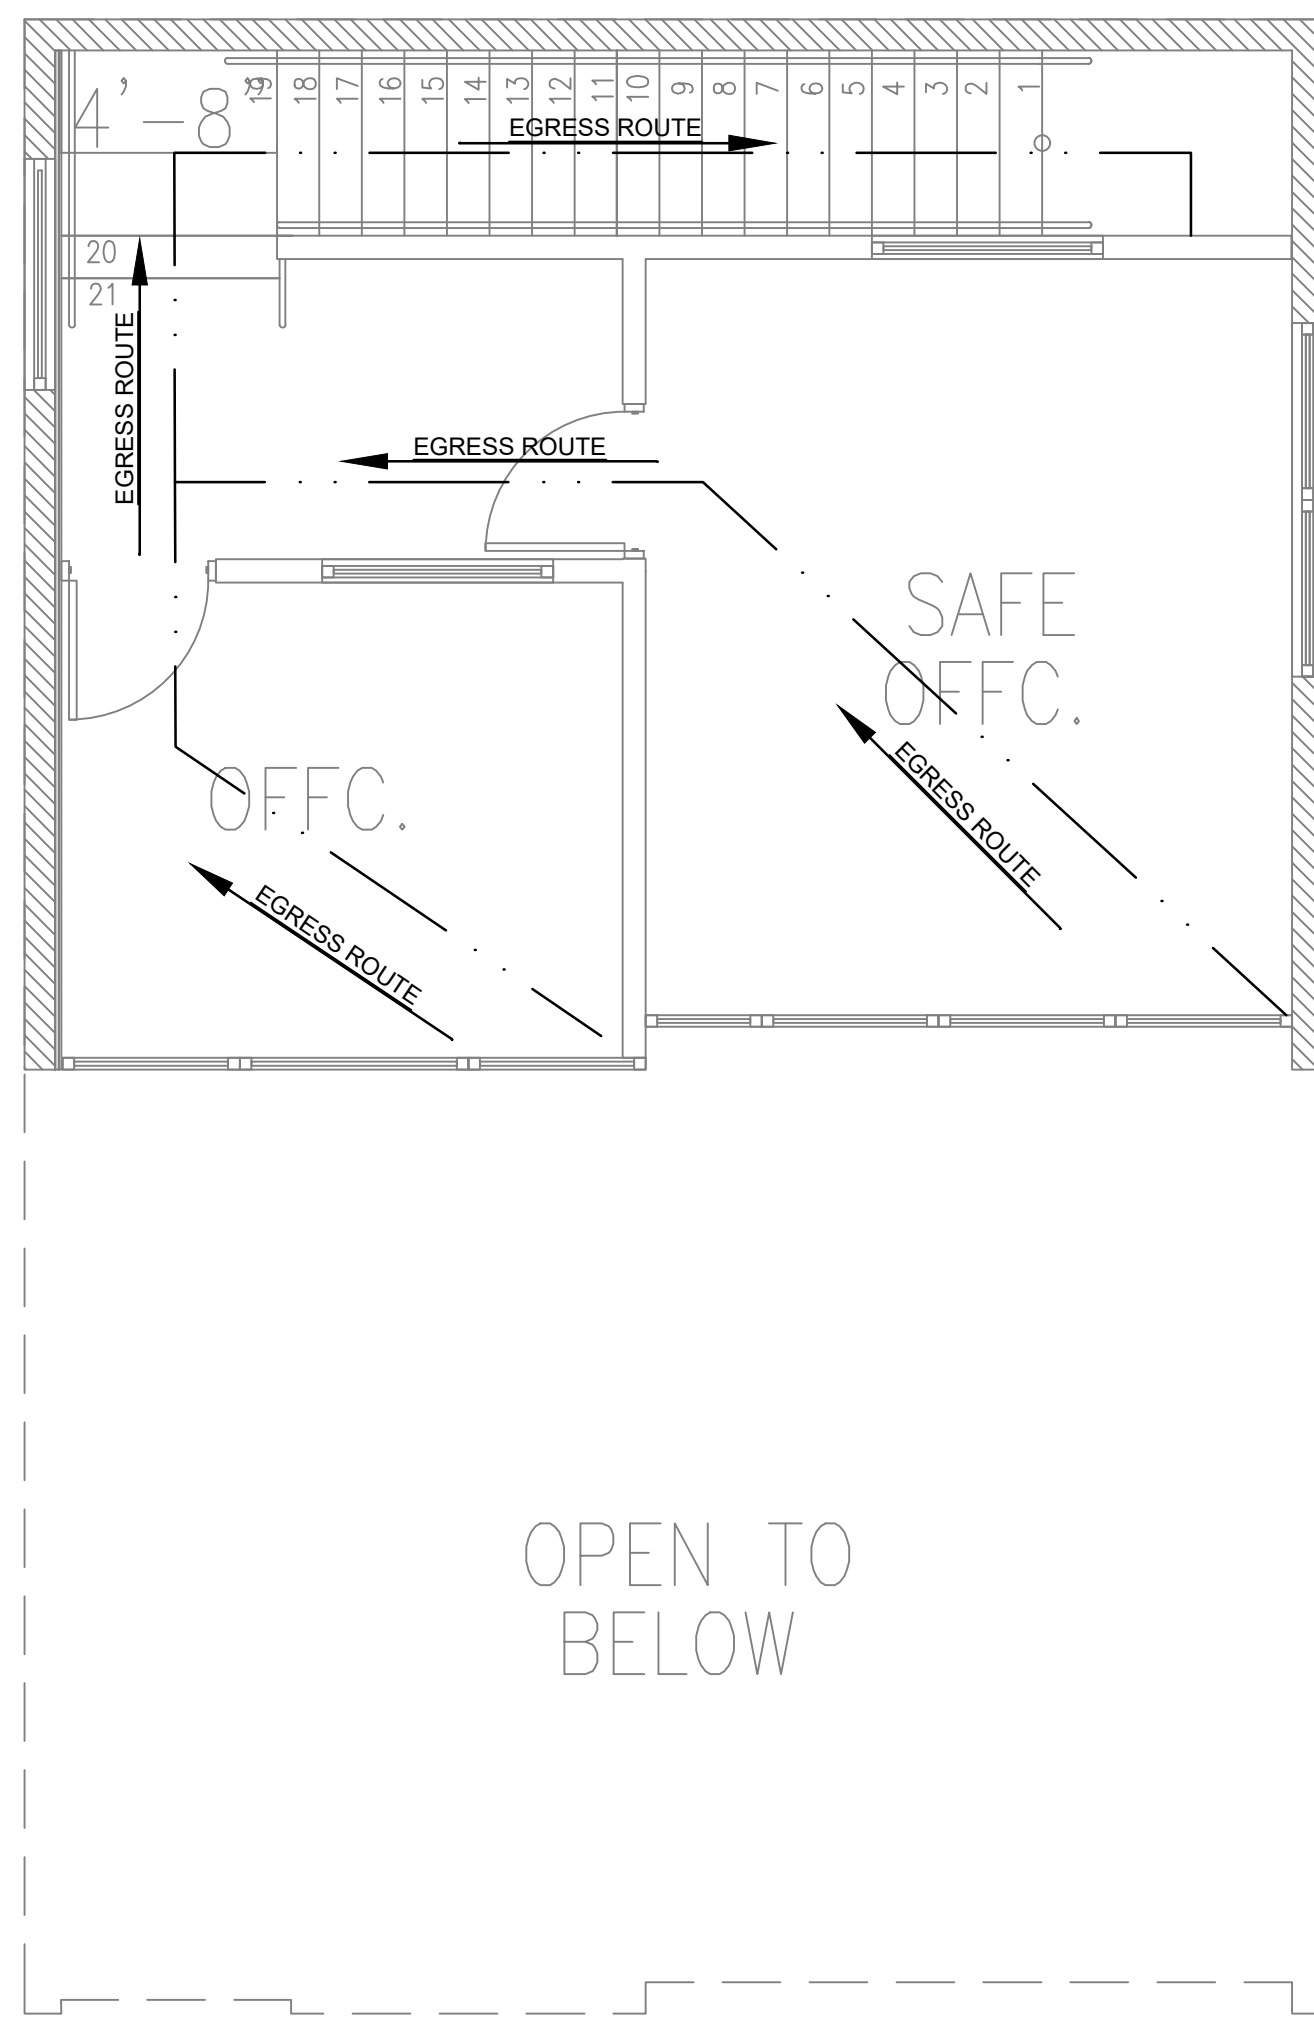 4'-8"
19 18 17 16 15 14 13 12 11 10 9 8 7 6 5 4 3 2 1
EGRESS ROUTE
20
21
EGRESS ROUTE
EGRESS ROUTE
SAFE
OFFC.
OFFC.
EGRESS ROUTE
EGRESS ROUTE
OPEN TO
BELOW